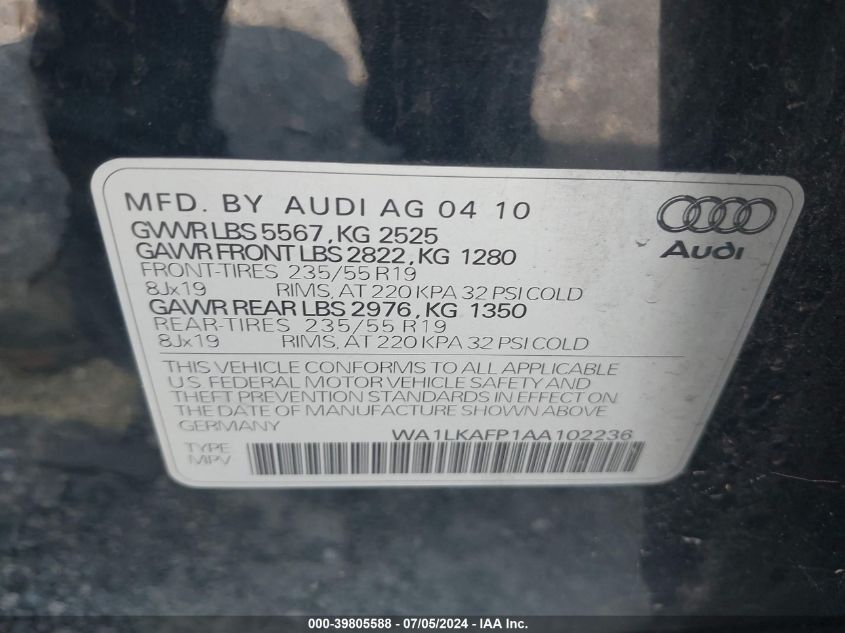 MFD. BY AUDI AG 04 10
GVWR LBS 5567, KG 2525
GAWR FRONT LBS 2822, KG 1280
FRONT-TIRES 235/55 R19
8Jx19 RIMS, AT 220 KPA 32 PSI COLD
GAWR REAR LBS 2976, KG 1350
REAR-TIRES 235/55 R19
8Jx19 RIMS, AT 220 KPA 32 PSI COLD
Audi
THIS VEHICLE CONFORMS TO ALL APPLICABLE
U.S. FEDERAL MOTOR VEHICLE SAFETY AND
THEFT PREVENTION STANDARDS IN EFFECT ON
THE DATE OF MANUFACTURE SHOWN ABOVE
GERMANY WA1LKAFP1AA102236
TYPE
MPV
000-39805588 - 07/05/2024 - IAA Inc.